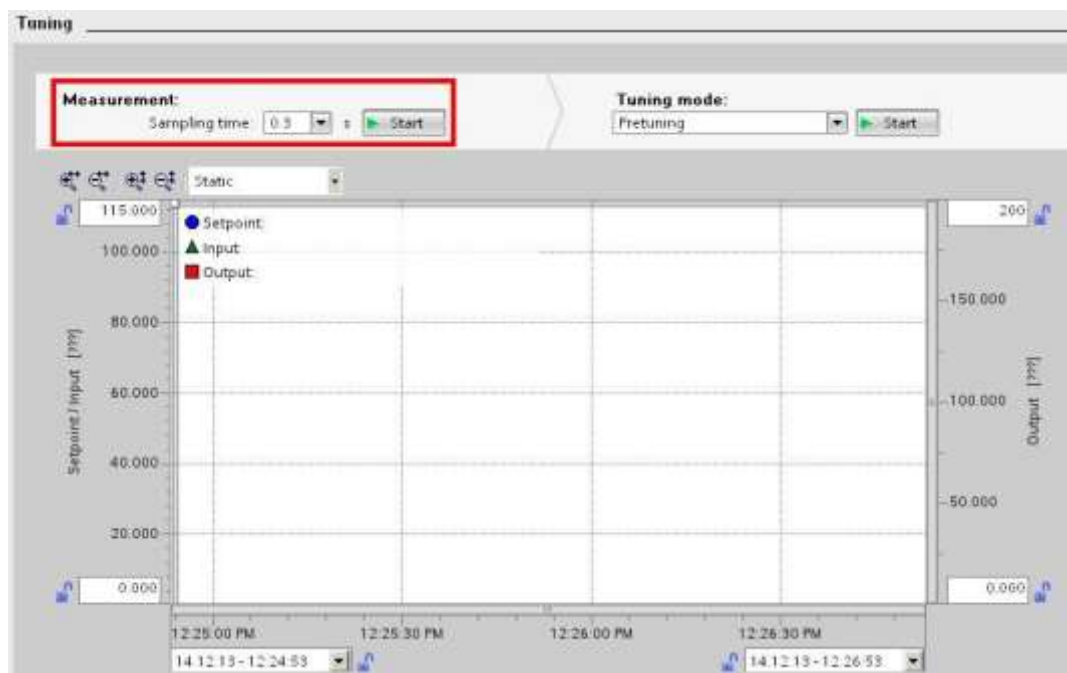 Tuning
Measurement:
Sampling time 0.3 s Start
Tuning mode:
Pretuning Start
Static
115.000
200
Setpoint
Input
Output
100.000
80.000
60.000
40.000
20.000
0.000
150.000
100.000
50.000
0.000
Setpoint / Input [???]
Output [???]
12:25:00 PM 12:25:30 PM 12:26:00 PM 12:26:30 PM
14.12.13 - 12:24:53
14.12.13 - 12:26:53